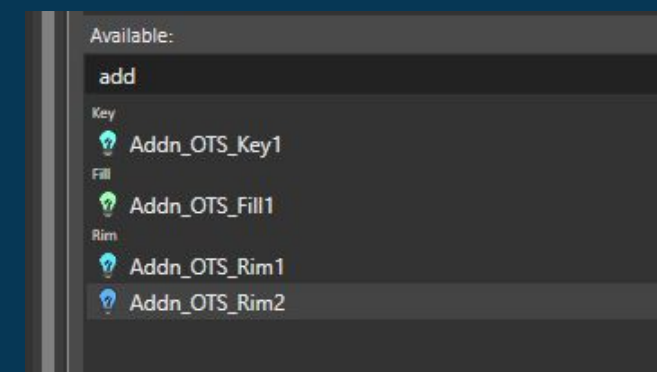 Available:
add
Key
Addn_OTS_Key1
Fill
Addn_OTS_Fill1
Rim
Addn_OTS_Rim1
Addn_OTS_Rim2